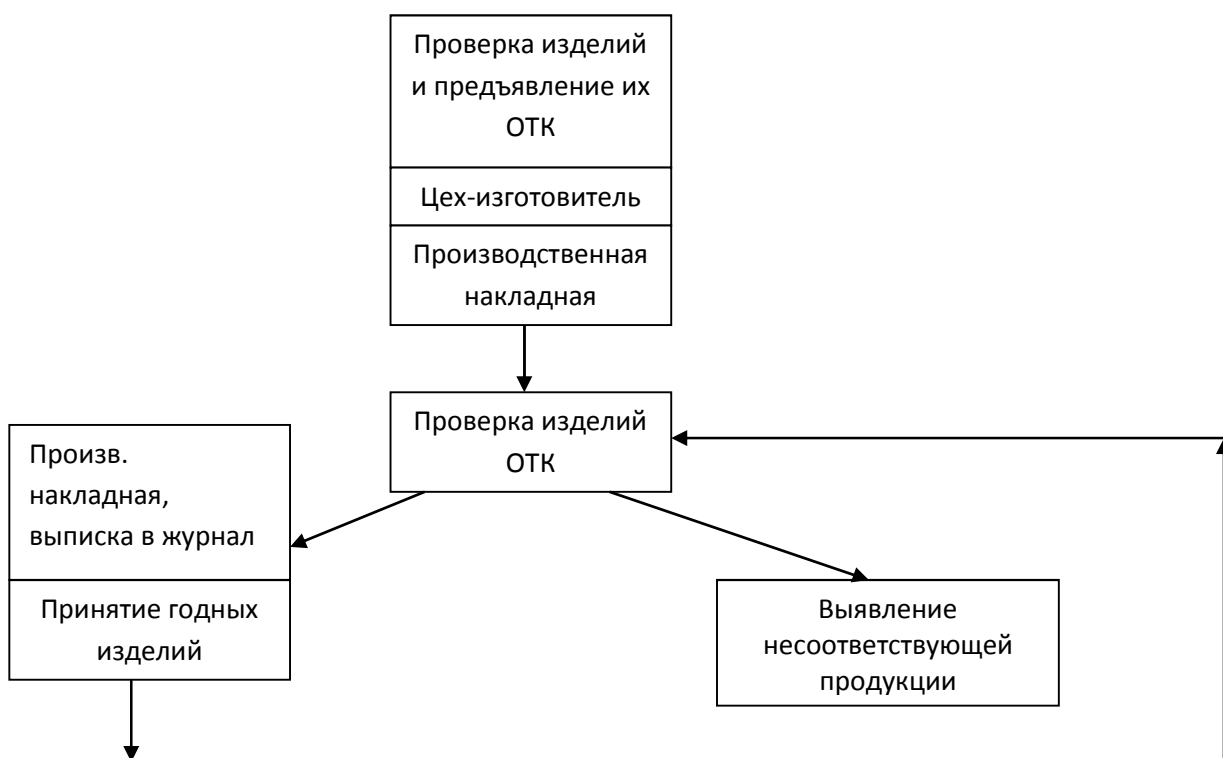 Проверка изделий
и предъявление их
ОТК
Цех-изготовитель
Производственная
накладная
Проверка изделий
ОТК
Произв.
накладная,
выписка в журнал
Принятие годных
изделий
Выявление
несоответствующей
продукции